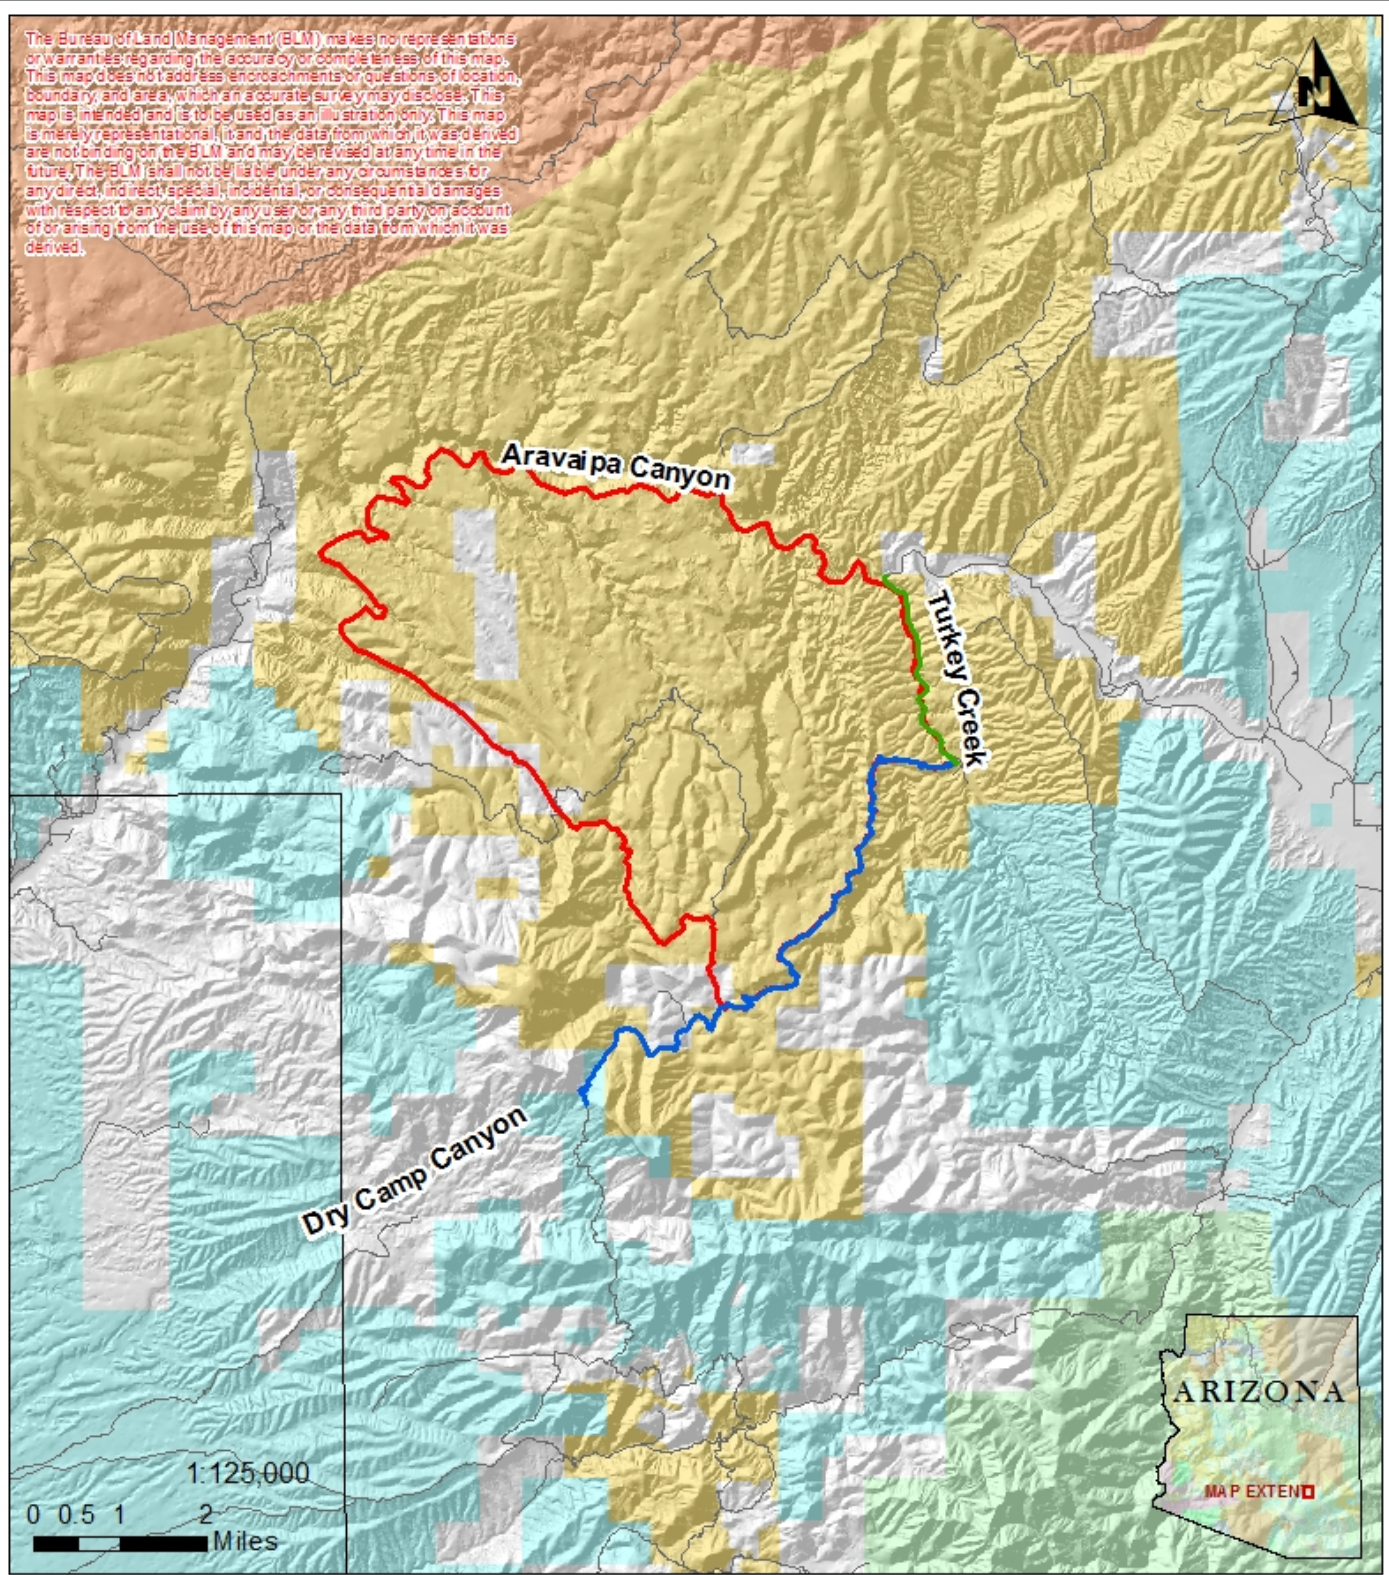 The Bureau of Land Management (BLM) makes no representations
or warranties regarding the accuracy or completeness of this map.
This map does not address encroachments or questions of location,
boundary, and area, which an accurate survey may disclose. This
map is intended and is to be used as an illustration only. This map
is merely representational, it and the data from which it was derived
are not binding on the BLM and may be revised at any time in the
future. The BLM shall not be liable under any circumstances for
any direct, indirect, special, incidental, or consequential damages
with respect to any claim by any user or any third party on account
of or arising from the use of this map or the data from which it was
derived.
N
Aravaipa Canyon
Turkey Creek
Dry Camp Canyon
ARIZONA
MAP EXTEN
1:125,000
0 0.5 1 2
Miles